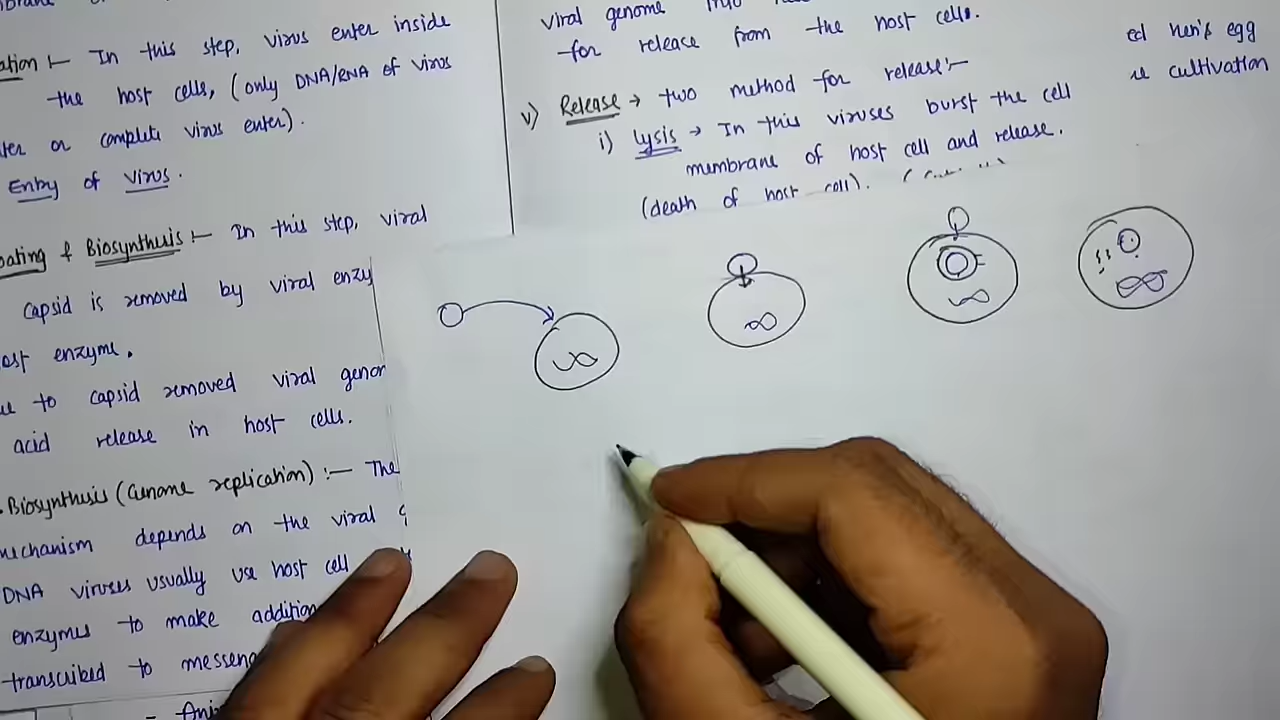 ation :- In this step, virus enter inside
the host cells, (only DNA/RNA of virus
ter or complete virus enter).
Entry of virus.
oating & Biosynthesis :- In this step, viral
capsid is removed by viral enzy
ost enzyme.
ue to capsid removed viral genom
acid release in host cells.
Biosynthesis (Genome replication) :- The
mechanism depends on the viral g
DNA viruses usually use host cell
enzymes to make addition
transcribed to messeng
- Ani
viral genome into
for release from the host cells.
v) Release → two method for release :-
i) Lysis → In this viruses burst the cell
membrane of host cell and release.
(death of host cell).
ed hen's egg
cultivation